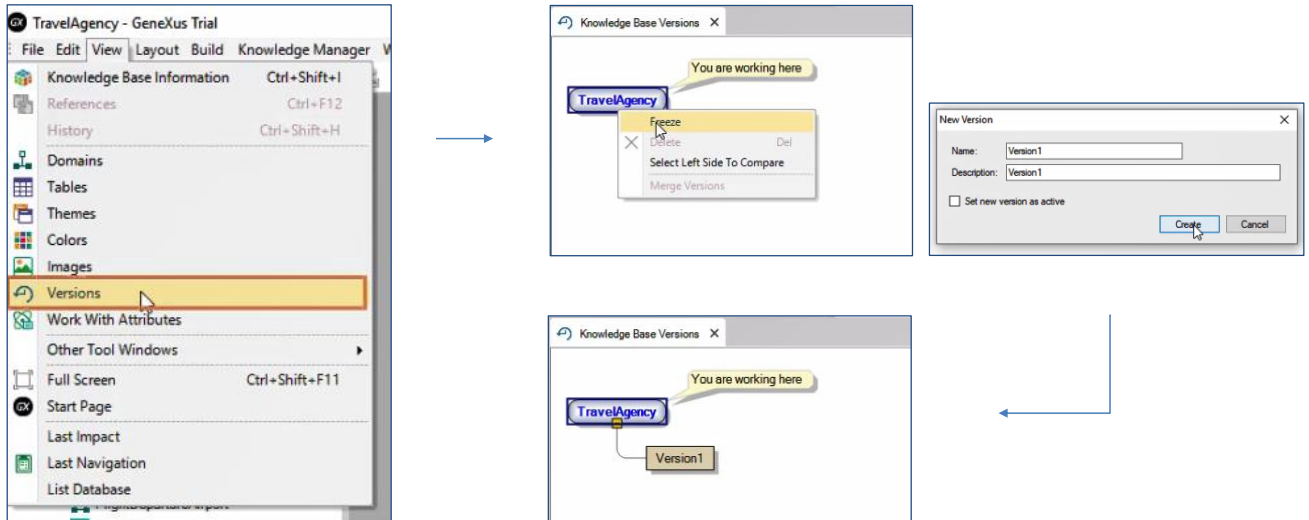 TravelAgency - GeneXus Trial
File Edit View Layout Build Knowledge Manager
Knowledge Base Information Ctrl+Shift+I
References Ctrl+F12
History Ctrl+Shift+H
Domains
Tables
Themes
Colors
Images
Versions
Work With Attributes
Other Tool Windows
Full Screen Ctrl+Shift+F11
Start Page
Last Impact
Last Navigation
List Database
Knowledge Base Versions
You are working here
TravelAgency
Freeze
Delete Del
Select Left Side To Compare
Merge Versions
New Version
Name: Version1
Description: Version1
Set new version as active
Create Cancel
Knowledge Base Versions
You are working here
TravelAgency
Version1